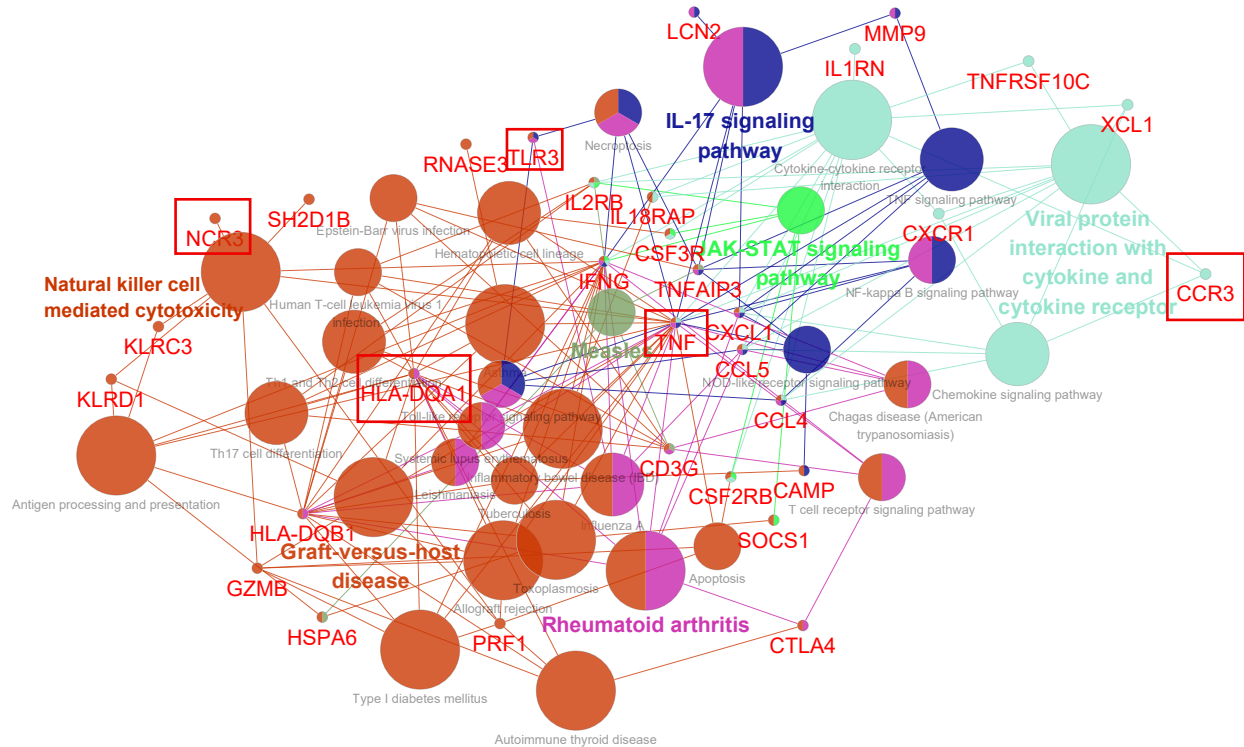 LCN2
MMP9
IL1RN
TNFRSF10C
XCL1
IL-17 signaling
pathway
Necroptosis
TLR3
RNASE3
Cytokine-cytokine receptor
interaction
TNF signaling pathway
IL2RB
IL18RAP
SH2D1B
NCR3
Epstein-Barr virus infection
Hematopoietic cell lineage
CSF3R
JAK-STAT signaling
pathway
CXCR1
Viral protein
interaction with
cytokine and
cytokine receptor
CCR3
NF-kappa B signaling pathway
IFNG
TNFAIP3
Natural killer cell
mediated cytotoxicity
Human T-cell leukemia virus 1
infection
CXCL1
TNF
Measles
KLRC3
CCL5
NOD-like receptor signaling pathway
Th1 and Th2 cell differentiation
Asthma
KLRD1
HLA-DQA1
Chemokine signaling pathway
Toll-like receptor signaling pathway
CCL4
Chagas disease (American
trypanosomiasis)
Th17 cell differentiation
Systemic lupus erythematosus
CD3G
Inflammatory bowel disease (IBD)
Leishmaniasis
CSF2RB
CAMP
Antigen processing and presentation
Tuberculosis
T cell receptor signaling pathway
Influenza A
HLA-DQB1
SOCS1
Graft-versus-host
disease
GZMB
Toxoplasmosis
Apoptosis
Allograft rejection
Rheumatoid arthritis
HSPA6
PRF1
CTLA4
Type I diabetes mellitus
Autoimmune thyroid disease